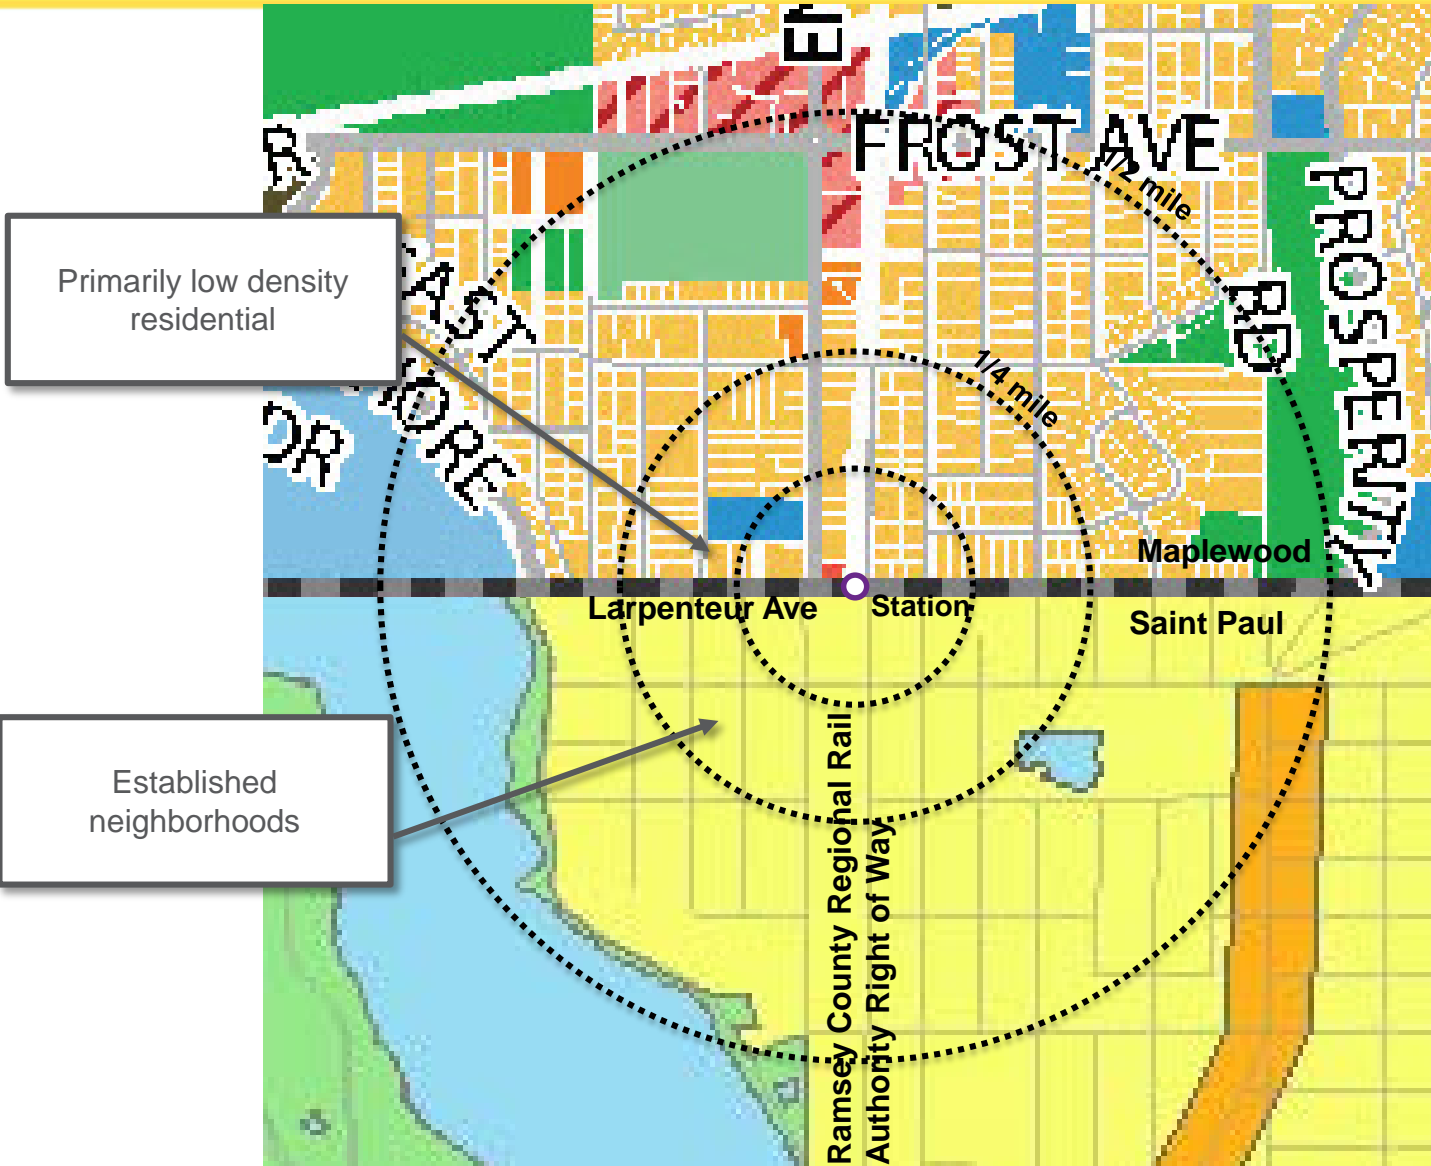 FROST AVE
1/2 mile
Primarily low density
residential
EAST
RD
PROSPERITY
1/4 mile
Maplewood
Larpenteur Ave
Station
Saint Paul
Established
neighborhoods
Ramsey County Regional Rail
Authority Right of Way